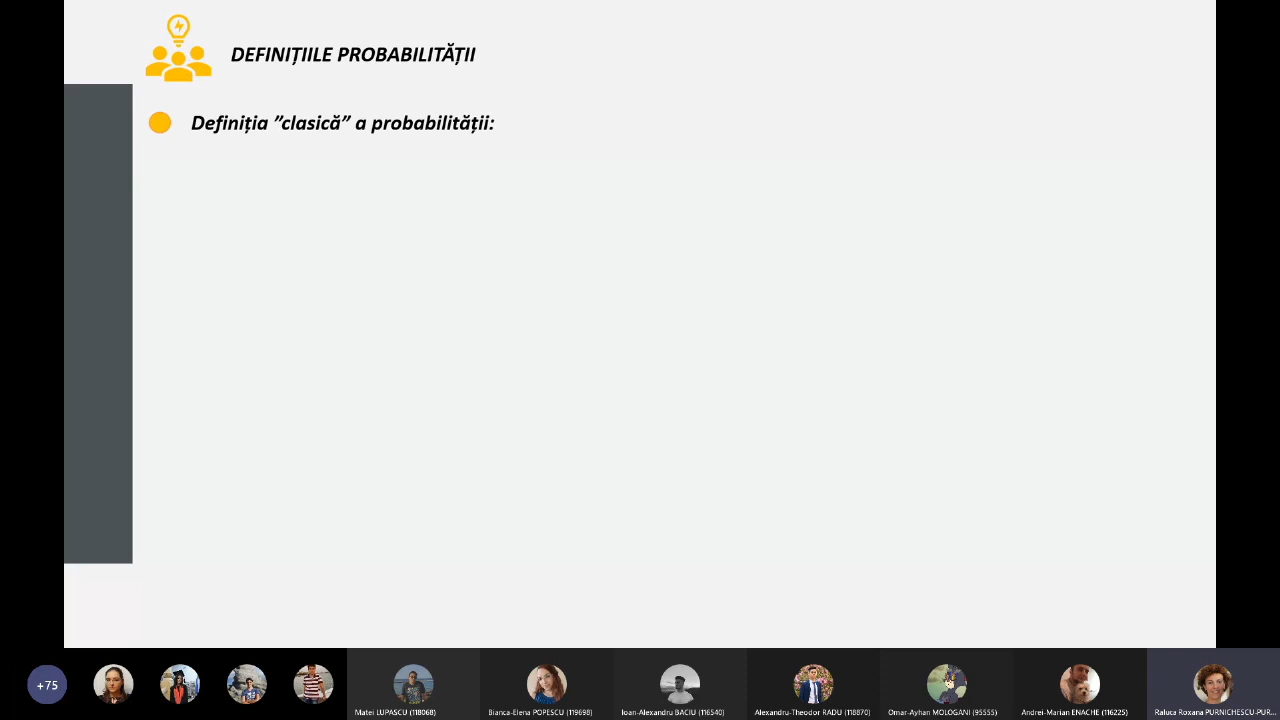 DEFINIȚIILE PROBABILITĂȚII
Definiția ”clasică” a probabilității:
+75
Matei LUPASCU (118068)
Bianca-Elena POPESCU (119698)
Ioan-Alexandru BACIU (116540)
Alexandru-Theodor RADU (118870)
Omar-Ayhan MOLOGANI (95555)
Andrei-Marian ENACHE (116225)
Raluca Roxana PURNICHESCU-PUR...